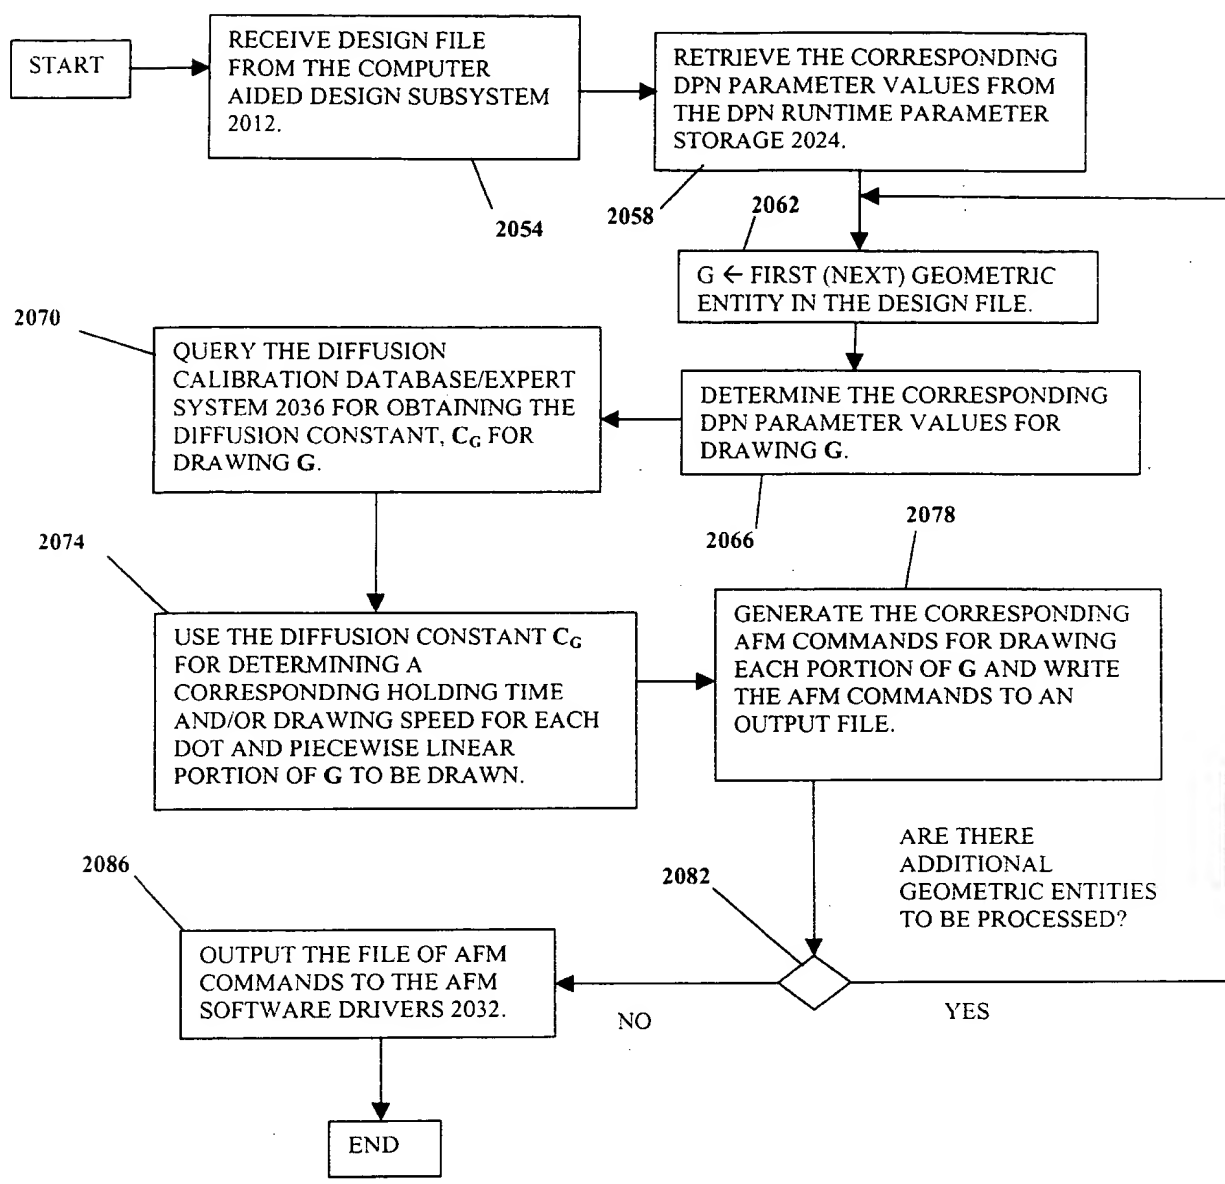 START
RECEIVE DESIGN FILE
FROM THE COMPUTER
AIDED DESIGN SUBSYSTEM
2012.
2054
RETRIEVE THE CORRESPONDING
DPN PARAMETER VALUES FROM
THE DPN RUNTIME PARAMETER
STORAGE 2024.
2058
2062
G ← FIRST (NEXT) GEOMETRIC
ENTITY IN THE DESIGN FILE.
DETERMINE THE CORRESPONDING
DPN PARAMETER VALUES FOR
DRAWING G.
2066
2070
QUERY THE DIFFUSION
CALIBRATION DATABASE/EXPERT
SYSTEM 2036 FOR OBTAINING THE
DIFFUSION CONSTANT, CG FOR
DRAWING G.
2074
USE THE DIFFUSION CONSTANT CG
FOR DETERMINING A
CORRESPONDING HOLDING TIME
AND/OR DRAWING SPEED FOR EACH
DOT AND PIECEWISE LINEAR
PORTION OF G TO BE DRAWN.
2078
GENERATE THE CORRESPONDING
AFM COMMANDS FOR DRAWING
EACH PORTION OF G AND WRITE
THE AFM COMMANDS TO AN
OUTPUT FILE.
ARE THERE
ADDITIONAL
GEOMETRIC ENTITIES
TO BE PROCESSED?
2082
NO
YES
2086
OUTPUT THE FILE OF AFM
COMMANDS TO THE AFM
SOFTWARE DRIVERS 2032.
END